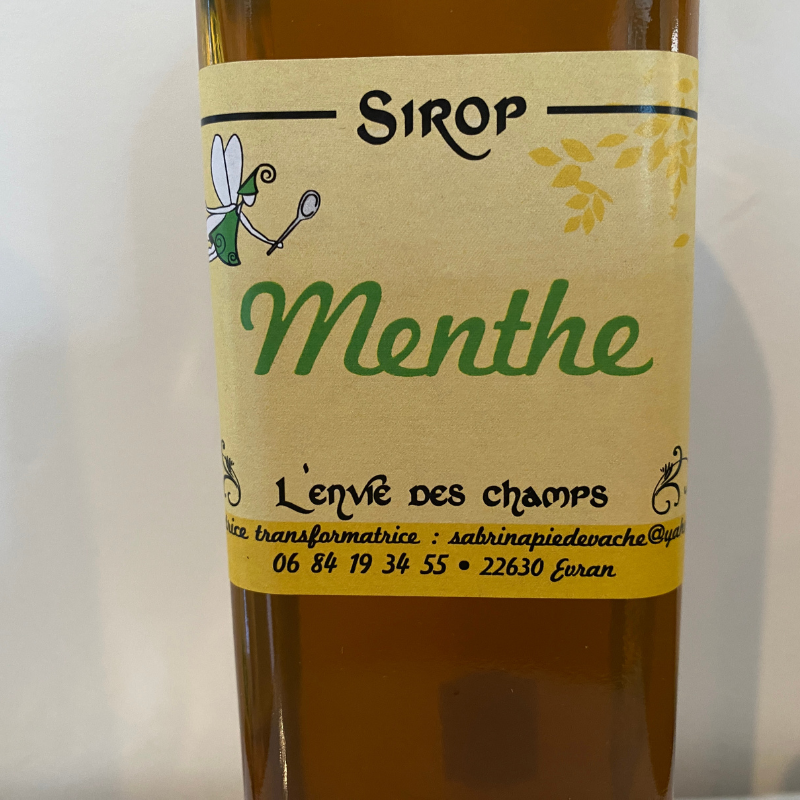 SIROP
Menthe
L'envie des champs
transformatrice : sabrinapiedevache@
06 84 19 34 55 • 22630 Evran